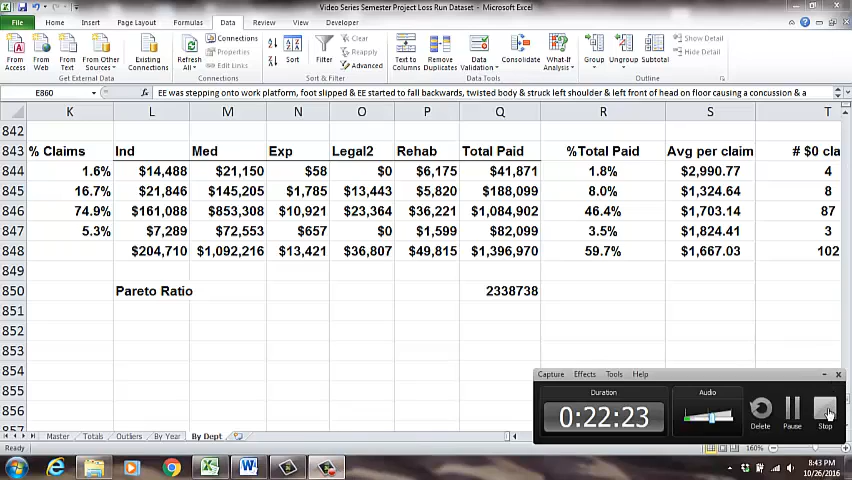 Video Series Semester Project Loss Run Dataset - Microsoft Excel
File Home Insert Page Layout Formulas Data Review View Developer
From Access From Web From Text From Other Sources Existing Connections Refresh All Connections Properties Edit Links Sort Filter Clear Reapply Advanced Text to Columns Remove Duplicates Data Validation Consolidate What-If Analysis Group Ungroup Subtotal Show Detail Hide Detail
Get External Data Connections Sort & Filter Data Tools Outline
E860 fx EE was stepping onto work platform, foot slipped & EE started to fall backwards, twisted body & struck left shoulder & left front of head on floor causing a concussion & a
K L M N O P Q R S T
842
843 % Claims Ind Med Exp Legal2 Rehab Total Paid %Total Paid Avg per claim # $0 cla
844 1.6% $14,488 $21,150 $58 $0 $6,175 $41,871 1.8% $2,990.77 4
845 16.7% $21,846 $145,205 $1,785 $13,443 $5,820 $188,099 8.0% $1,324.64 8
846 74.9% $161,088 $853,308 $10,921 $23,364 $36,221 $1,084,902 46.4% $1,703.14 87
847 5.3% $7,289 $72,553 $657 $0 $1,599 $82,099 3.5% $1,824.41 3
848 $204,710 $1,092,216 $13,421 $36,807 $49,815 $1,396,970 59.7% $1,667.03 102
849
850 Pareto Ratio 2338738
851
852
853
854
855
856
857
Capture Effects Tools Help
Duration Audio
0:22:23 Delete Pause Stop
Master Totals Outliers By Year By Dept
Ready 160%
8:43 PM
10/26/2016